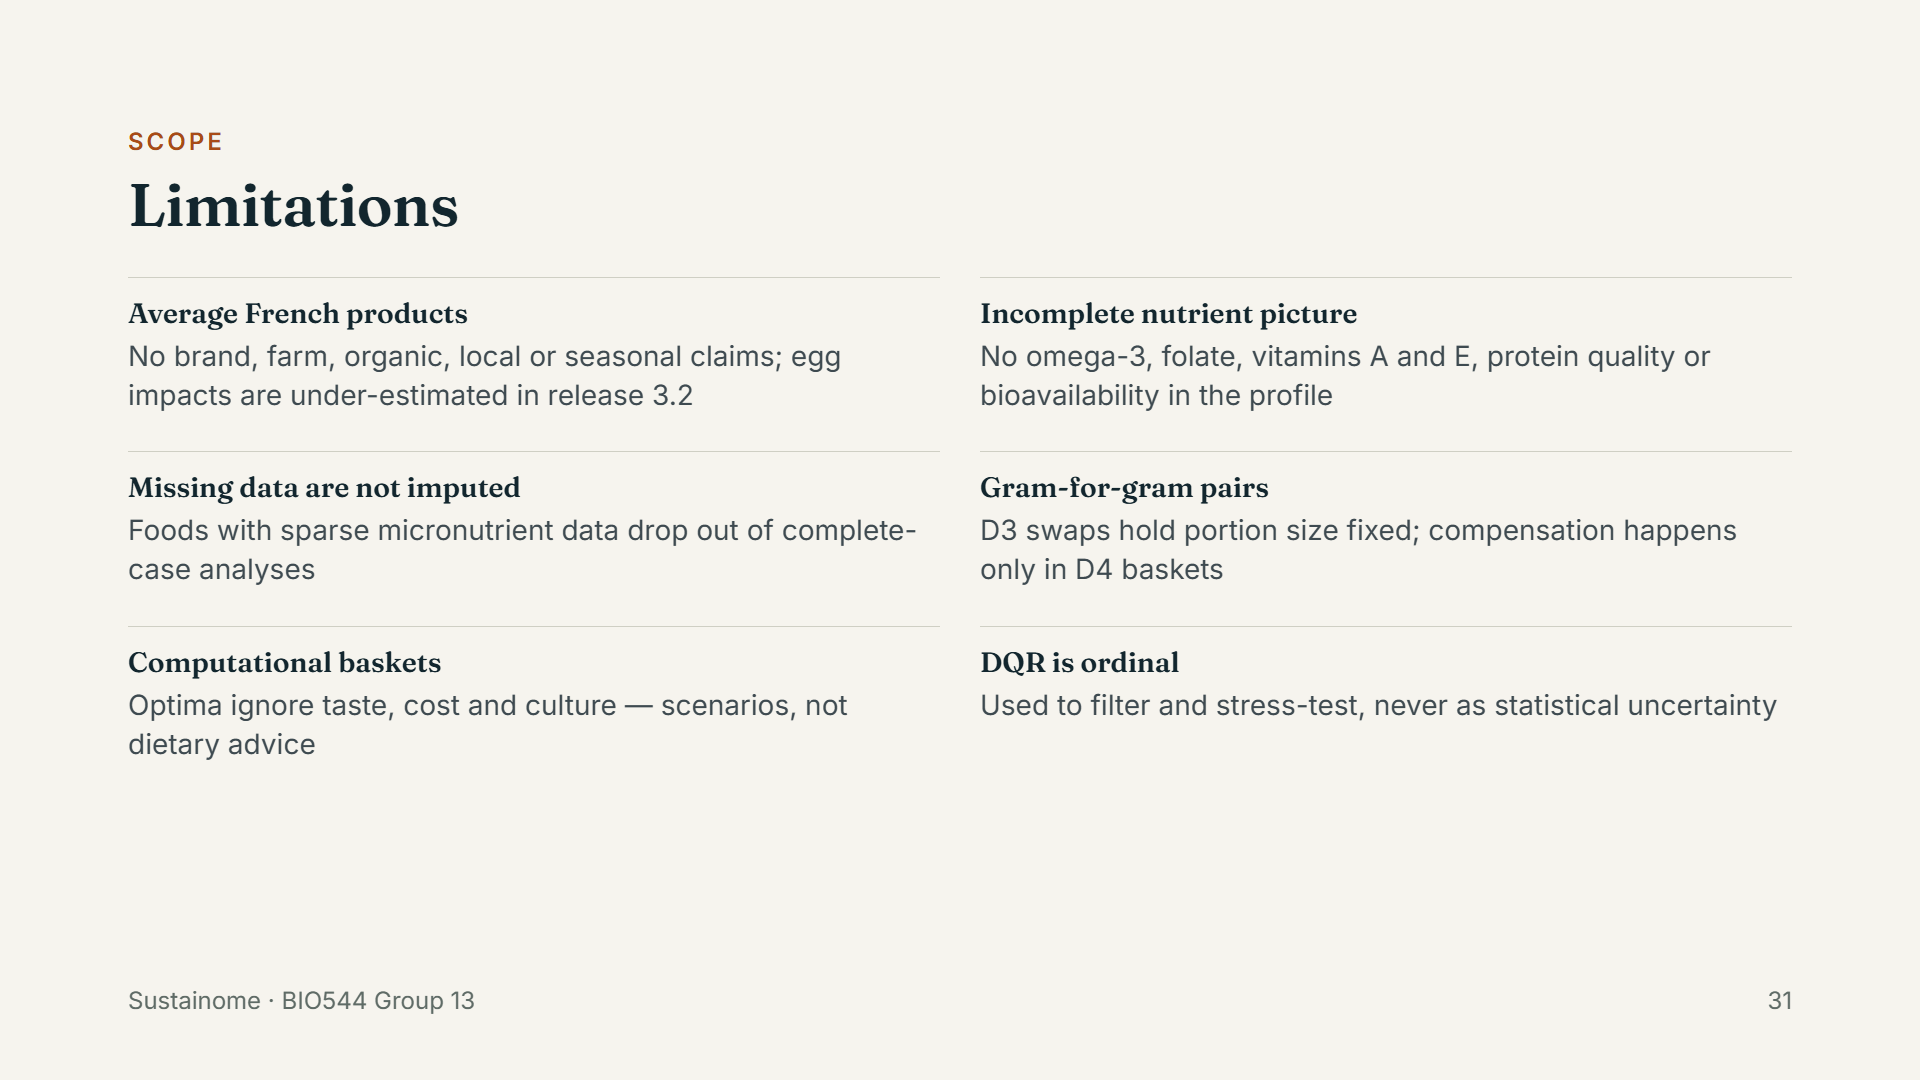 SCOPE
Limitations
Average French products
No brand, farm, organic, local or seasonal claims; egg
impacts are under-estimated in release 3.2
Incomplete nutrient picture
No omega-3, folate, vitamins A and E, protein quality or
bioavailability in the profile
Missing data are not imputed
Foods with sparse micronutrient data drop out of complete-
case analyses
Gram-for-gram pairs
D3 swaps hold portion size fixed; compensation happens
only in D4 baskets
Computational baskets
Optima ignore taste, cost and culture — scenarios, not
dietary advice
DQR is ordinal
Used to filter and stress-test, never as statistical uncertainty
Sustainome · BIO544 Group 13
31